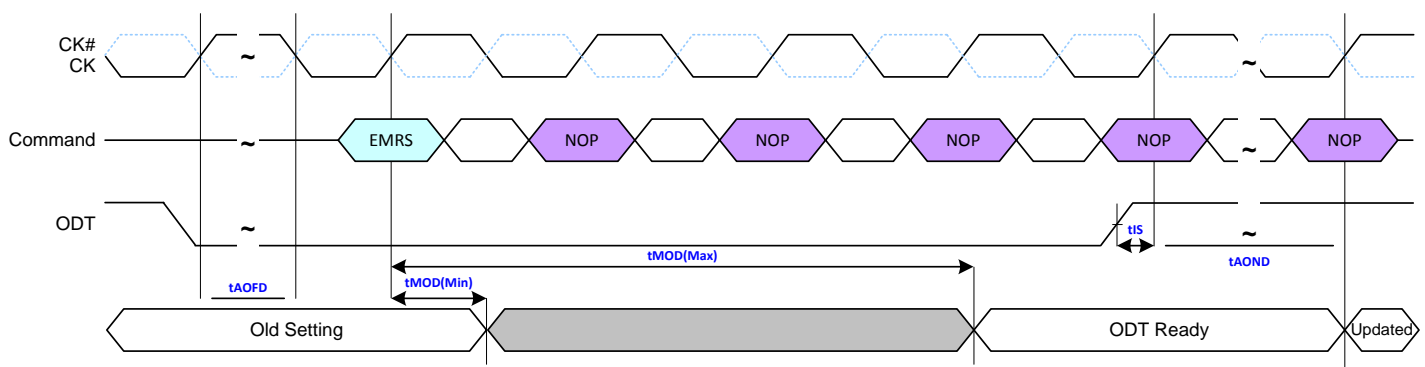 CK#
CK
~ ~
Command
~ EMRS NOP NOP NOP NOP ~ NOP
ODT
~ tIS ~
tMOD(Max) tAOND
tAOFD tMOD(Min)
Old Setting ODT Ready Updated